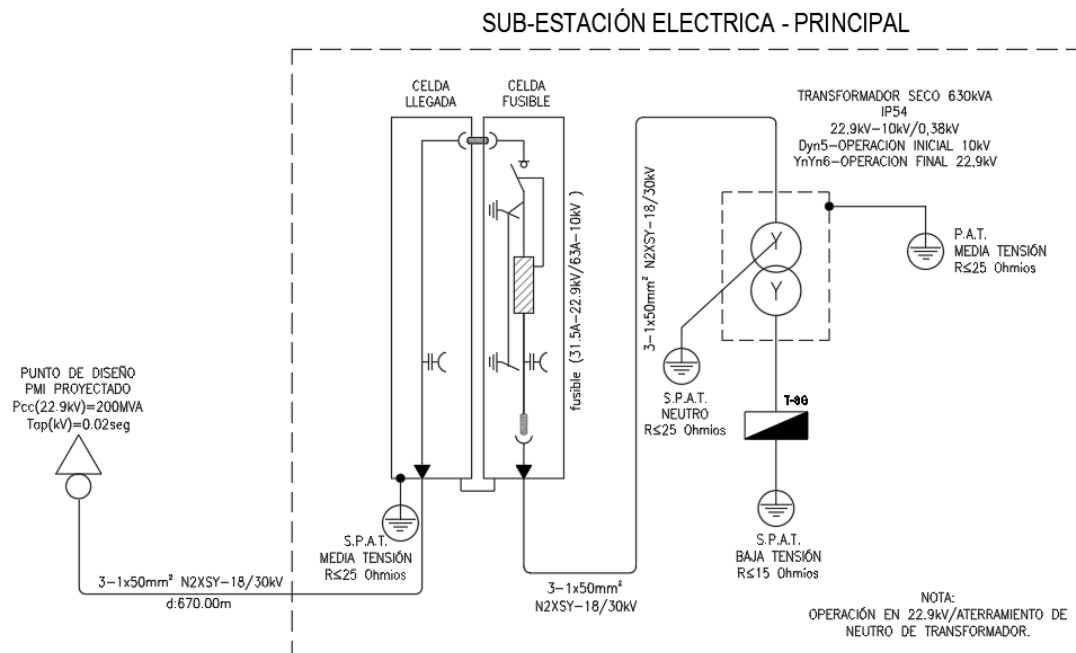 SUB-ESTACIÓN ELECTRICA - PRINCIPAL
CELDA
LLEGADA
CELDA
FUSIBLE
TRANSFORMADOR SECO 630kVA
IP54
22,9kV-10kV/0,38kV
Dyn5-OPERACION INICIAL 10kV
YnYn6-OPERACION FINAL 22.9kV
fusible (31.5A-22.9kV/63A-10kV )
3-1x50mm² N2XSY-18/30kV
Y
Y
P.A.T.
MEDIA TENSIÓN
R≤25 Ohmios
S.P.A.T.
NEUTRO
R≤25 Ohmios
T-SG
S.P.A.T.
BAJA TENSIÓN
R≤15 Ohmios
PUNTO DE DISEÑO
PMI PROYECTADO
Pcc(22.9kV)=200MVA
Tap(kV)=0.02seg
S.P.A.T.
MEDIA TENSIÓN
R≤25 Ohmios
3-1x50mm² N2XSY-18/30kV
d:670.00m
3-1x50mm²
N2XSY-18/30kV
NOTA:
OPERACIÓN EN 22.9kV/ATERRAMIENTO DE
NEUTRO DE TRANSFORMADOR.